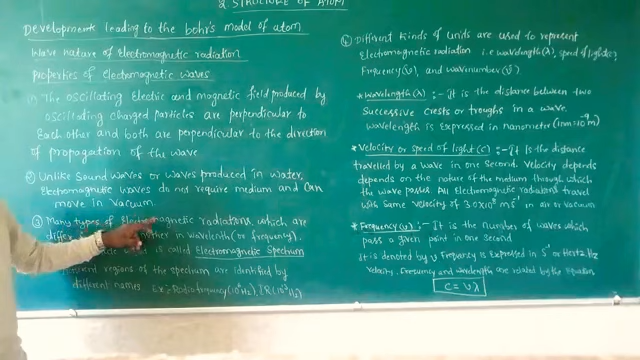 2 STRUCTURE OF ATOM
Developments leading to the bohr's model of atom
Wave nature of Electromagnetic radiation
Properties of Electromagnetic waves
① The oscillating Electric and magnetic field produced by
oscillating charged particles are perpendicular to
Each other and both are perpendicular to the direction
of propagation of the wave
② Unlike Sound waves or waves produced in water,
Electromagnetic waves do not require medium and can
move in vacuum
③ Many types of Electromagnetic radiations which are
in wavelength (or frequency).
is called Electromagnetic Spectrum
regions of the spectrum are identified by
different names. Ex:- Radiofrequency (10⁶Hz), IR (10¹³Hz)
④ Different kinds of units are used to represent
Electromagnetic radiation i.e wavelength(λ), speed of light c,
Frequency(υ), and wavenumber(ῡ)
* Wavelength(λ) :- It is the distance between two
successive crests or troughs in a wave.
wavelength is Expressed in nanometer (1nm=10⁻⁹m)
* Velocity or speed of light(c) :- It is the distance
travelled by a wave in one second. Velocity depends
depends on the nature of the medium through which
the wave passes. All Electromagnetic radiations travel
with same velocity of 3.0x10⁸ ms⁻¹ in air or vacuum
* Frequency(υ) :- It is the number of waves which
pass a given point in one second
It is denoted by υ Frequency is Expressed in S⁻¹ or Hertz, Hz
Velocity, Frequency and wavelength are related by the Equation
C = υλ